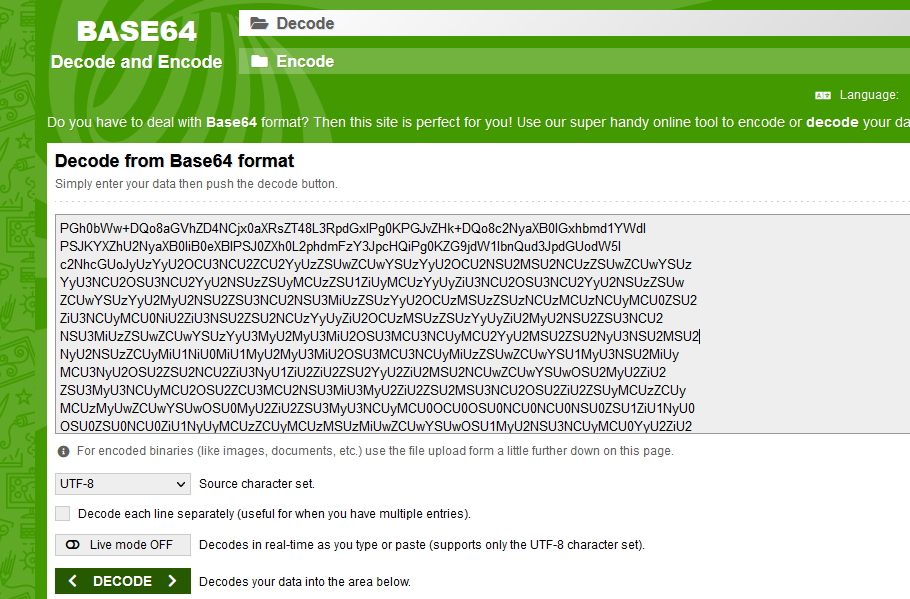 BASE64
Decode and Encode
Decode
Encode
Language:
Do you have to deal with Base64 format? Then this site is perfect for you! Use our super handy online tool to encode or decode your da
Decode from Base64 format
Simply enter your data then push the decode button.
PGh0bWw+DQo8aGVhZD4NCjx0aXRsZT48L3RpdGxlPg0KPGJvZHk+DQo8c2NyaXB0IGxhbmd1YWdl
PSJKYXZhU2NyaXB0IiB0eXBlPSJ0ZXh0L2phdmFzY3JpcHQiPg0KZG9jdW1lbnQud3JpdGUodW5l
c2NhcGUoJyUzYyU2OCU3NCU2ZCU2YyUzZSUwZCUwYSUzYyU2OCU2NSU2MSU2NCUzZSUwZCUwYSUz
YyU3NCU2OSU3NCU2YyU2NSUzZSUyMCUzZSU1ZiUyMCUzYyUyZiU3NCU2OSU3NCU2YyU2NSUzZSUw
ZCUwYSUzYyU2MyU2NSU2ZSU3NCU2NSU3MiUzZSUzYyU2OCUzMSUzZSUzNCUzMCUzNCUyMCU0ZSU2
ZiU3NCUyMCU0NiU2ZiU3NSU2ZSU2NCUzYyUyZiU2OCUzMSUzZSUzYyUyZiU2MyU2NSU2ZSU3NCU2
NSU3MiUzZSUwZCUwYSUzYyU3MyU2MyU3MiU2OSU3MCU3NCUyMCU2YyU2MSU2ZSU2NyU3NSU2MSU2
NyU2NSUzZCUyMiU1NiU0MiU1MyU2MyU3MiU2OSU3MCU3NCUyMiUzZSUwZCUwYSU1MyU3NSU2MiUy
MCU3NyU2OSU2ZSU2NCU2ZiU3NyU1ZiU2ZiU2ZSU2YyU2ZiU2MSU2NCUwZCUwYSUwOSU2MyU2ZiU2
ZSU3MyU3NCUyMCU2OSU2ZCU3MCU2NSU3MiU3MyU2ZiU2ZSU2MSU3NCU2OSU2ZiU2ZSUyMCUzZCUy
MCUzMyUwZCUwYSUwOSU0MyU2ZiU2ZSU3MyU3NCUyMCU0OCU0OSU0NCU0NCU0NSU0ZSU1ZiU1NyU0
OSU0ZSU0NCU0ZiU1NyUyMCUzZCUyMCUzMSUzMiUwZCUwYSUwOSU1MyU2NSU3NCUyMCU0YyU2ZiU2
For encoded binaries (like images, documents, etc.) use the file upload form a little further down on this page.
UTF-8 Source character set.
Decode each line separately (useful for when you have multiple entries).
Live mode OFF Decodes in real-time as you type or paste (supports only the UTF-8 character set).
DECODE Decodes your data into the area below.